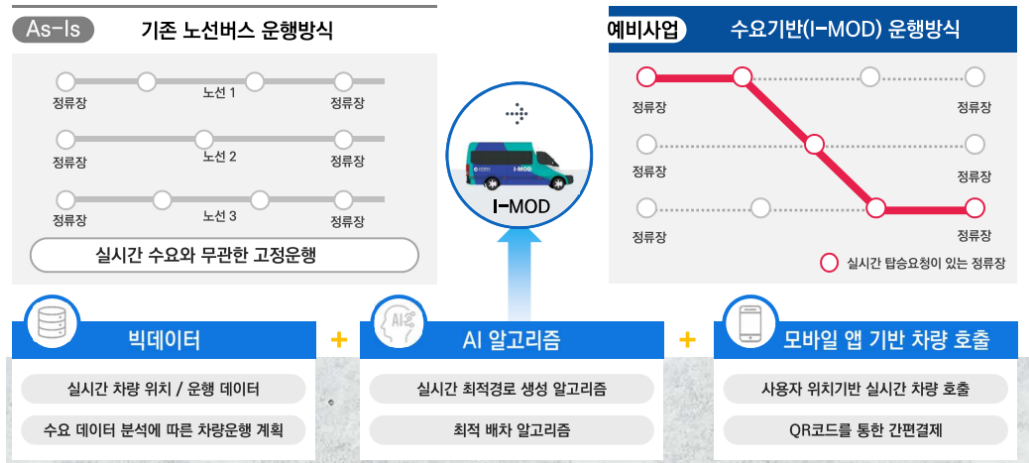 As-Is
기존 노선버스 운행방식
정류장
노선 1
정류장
정류장
노선 2
정류장
정류장
노선 3
정류장
실시간 수요와 무관한 고정운행
I-MOD
I-MOD
예비사업
수요기반(I-MOD) 운행방식
정류장
정류장
정류장
정류장
정류장
정류장
실시간 탑승요청이 있는 정류장
빅데이터
실시간 차량 위치 / 운행 데이터
수요 데이터 분석에 따른 차량운행 계획
+
AI
AI 알고리즘
실시간 최적경로 생성 알고리즘
최적 배차 알고리즘
+
모바일 앱 기반 차량 호출
사용자 위치기반 실시간 차량 호출
QR코드를 통한 간편결제